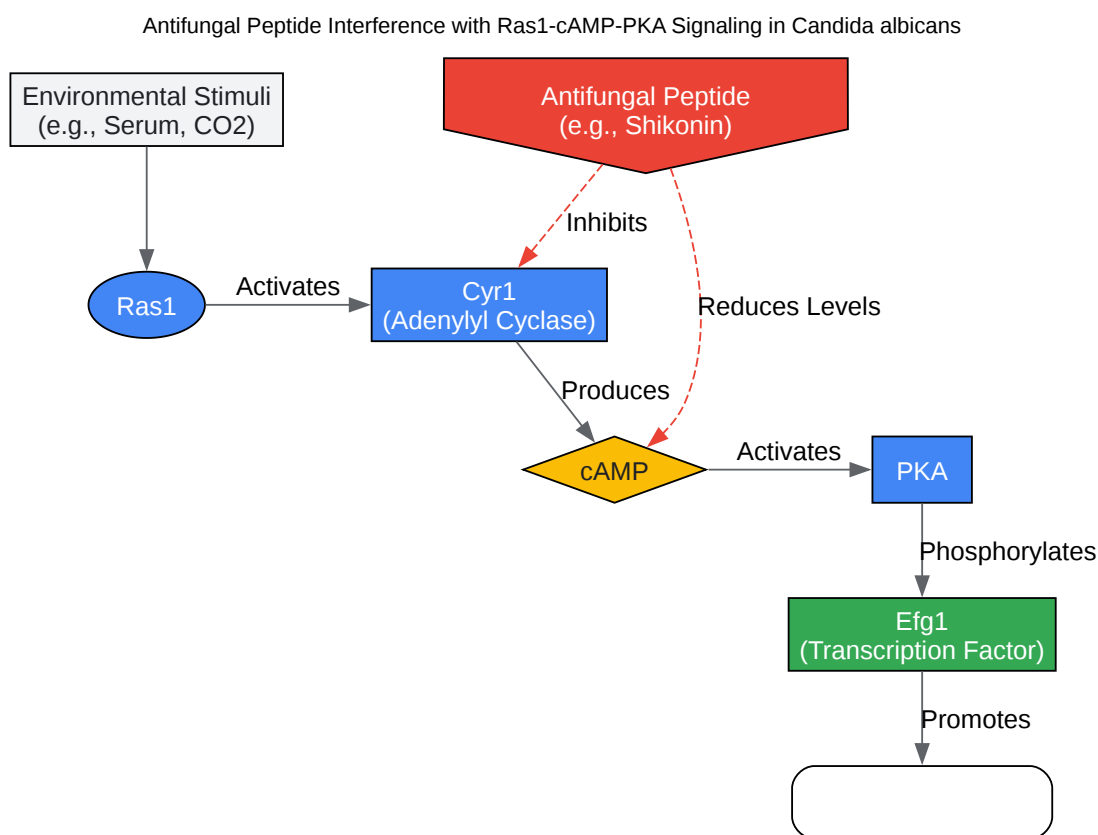 Antifungal Peptide Interference with Ras1-cAMP-PKA Signaling in Candida albicans
Environmental Stimuli
(e.g., Serum, CO2)
Antifungal Peptide
(e.g., Shikonin)
Inhibits
Ras1
Activates
Cyr1
(Adenylyl Cyclase)
Reduces Levels
Produces
cAMP
Activates
PKA
Phosphorylates
Efg1
(Transcription Factor)
Promotes